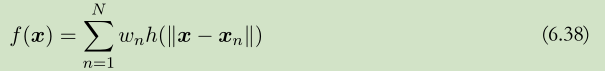 f(x) = ∑_{n=1}^{N} w_n h(‖x − x_n‖) (6.38)